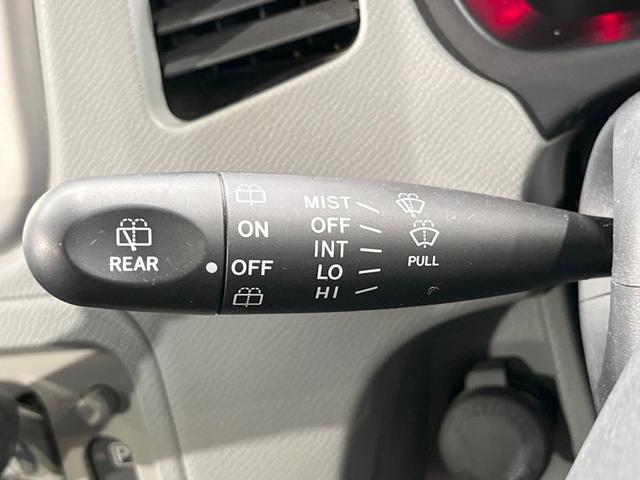 REAR
ON
OFF
MIST
OFF
INT
LO
HI
PULL
P